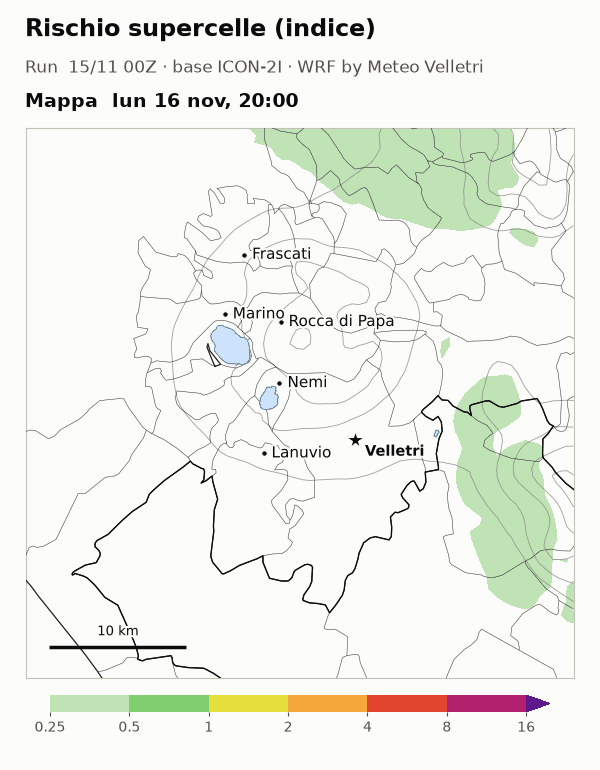 Rischio supercelle (indice)
Run  15/11 00Z · base ICON-2I · WRF by Meteo Velletri
Mappa  lun 16 nov, 20:00
Frascati
Marino
Rocca di Papa
Nemi
Velletri
Lanuvio
10 km
0.25 0.5 1 2 4 8 16